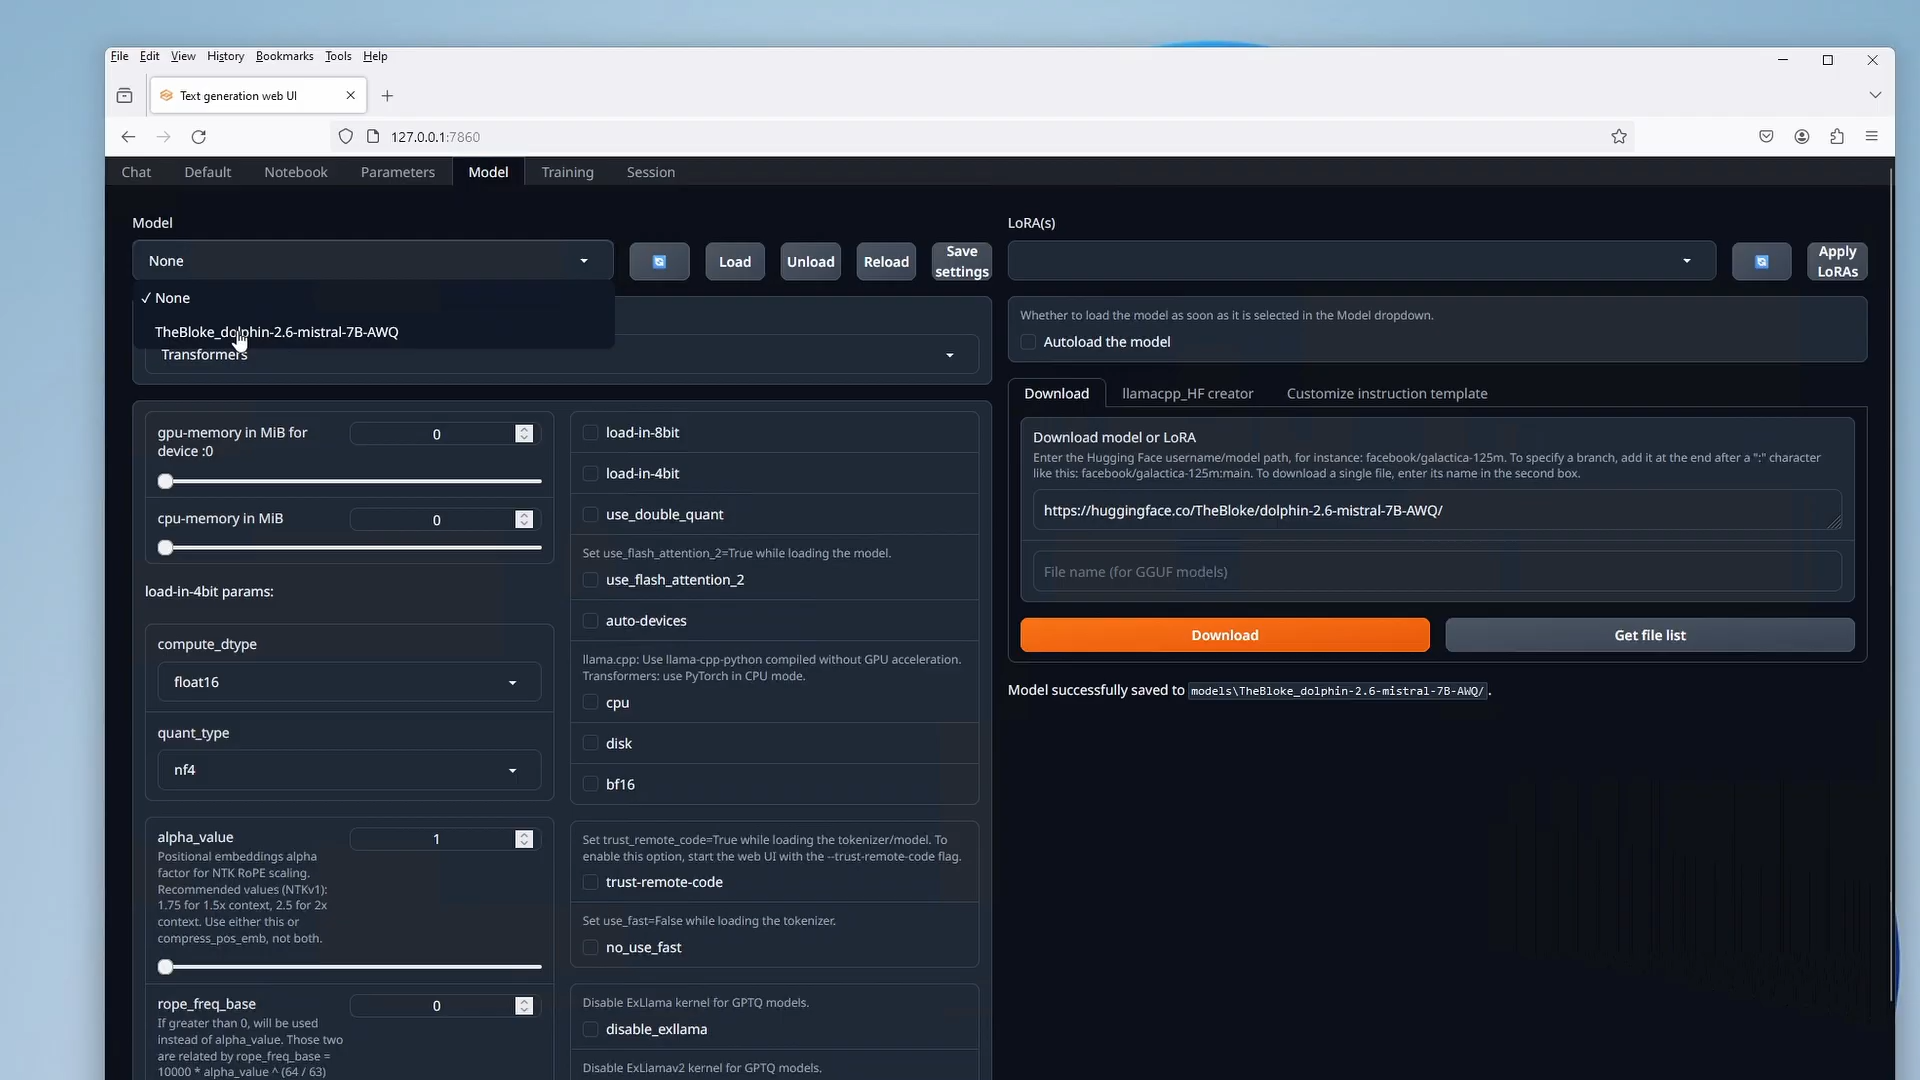 File Edit View History Bookmarks Tools Help
Text generation web UI
127.0.0.1:7860
Chat Default Notebook Parameters Model Training Session
Model
None
Load
Unload
Reload
Save
settings
✓ None
TheBloke_dolphin-2.6-mistral-7B-AWQ
Transformers
LoRA(s)
Apply
LoRAs
Whether to load the model as soon as it is selected in the Model dropdown.
Autoload the model
Download llamacpp_HF creator Customize instruction template
Download model or LoRA
Enter the Hugging Face username/model path, for instance: facebook/galactica-125m. To specify a branch, add it at the end after a ":" character
like this: facebook/galactica-125m:main. To download a single file, enter its name in the second box.
https://huggingface.co/TheBloke/dolphin-2.6-mistral-7B-AWQ/
File name (for GGUF models)
Download
Get file list
Model successfully saved to models\TheBloke_dolphin-2.6-mistral-7B-AWQ/.
gpu-memory in MiB for
device :0
0
cpu-memory in MiB
0
load-in-4bit params:
compute_dtype
float16
quant_type
nf4
alpha_value
1
Positional embeddings alpha
factor for NTK RoPE scaling.
Recommended values (NTKv1):
1.75 for 1.5x context, 2.5 for 2x
context. Use either this or
compress_pos_emb, not both.
rope_freq_base
0
If greater than 0, will be used
instead of alpha_value. Those two
are related by rope_freq_base =
10000 * alpha_value ^ (64 / 63)
load-in-8bit
load-in-4bit
use_double_quant
Set use_flash_attention_2=True while loading the model.
use_flash_attention_2
auto-devices
llama.cpp: Use llama-cpp-python compiled without GPU acceleration.
Transformers: use PyTorch in CPU mode.
cpu
disk
bf16
Set trust_remote_code=True while loading the tokenizer/model. To
enable this option, start the web UI with the --trust-remote-code flag.
trust-remote-code
Set use_fast=False while loading the tokenizer.
no_use_fast
Disable ExLlama kernel for GPTQ models.
disable_exllama
Disable ExLlamav2 kernel for GPTQ models.